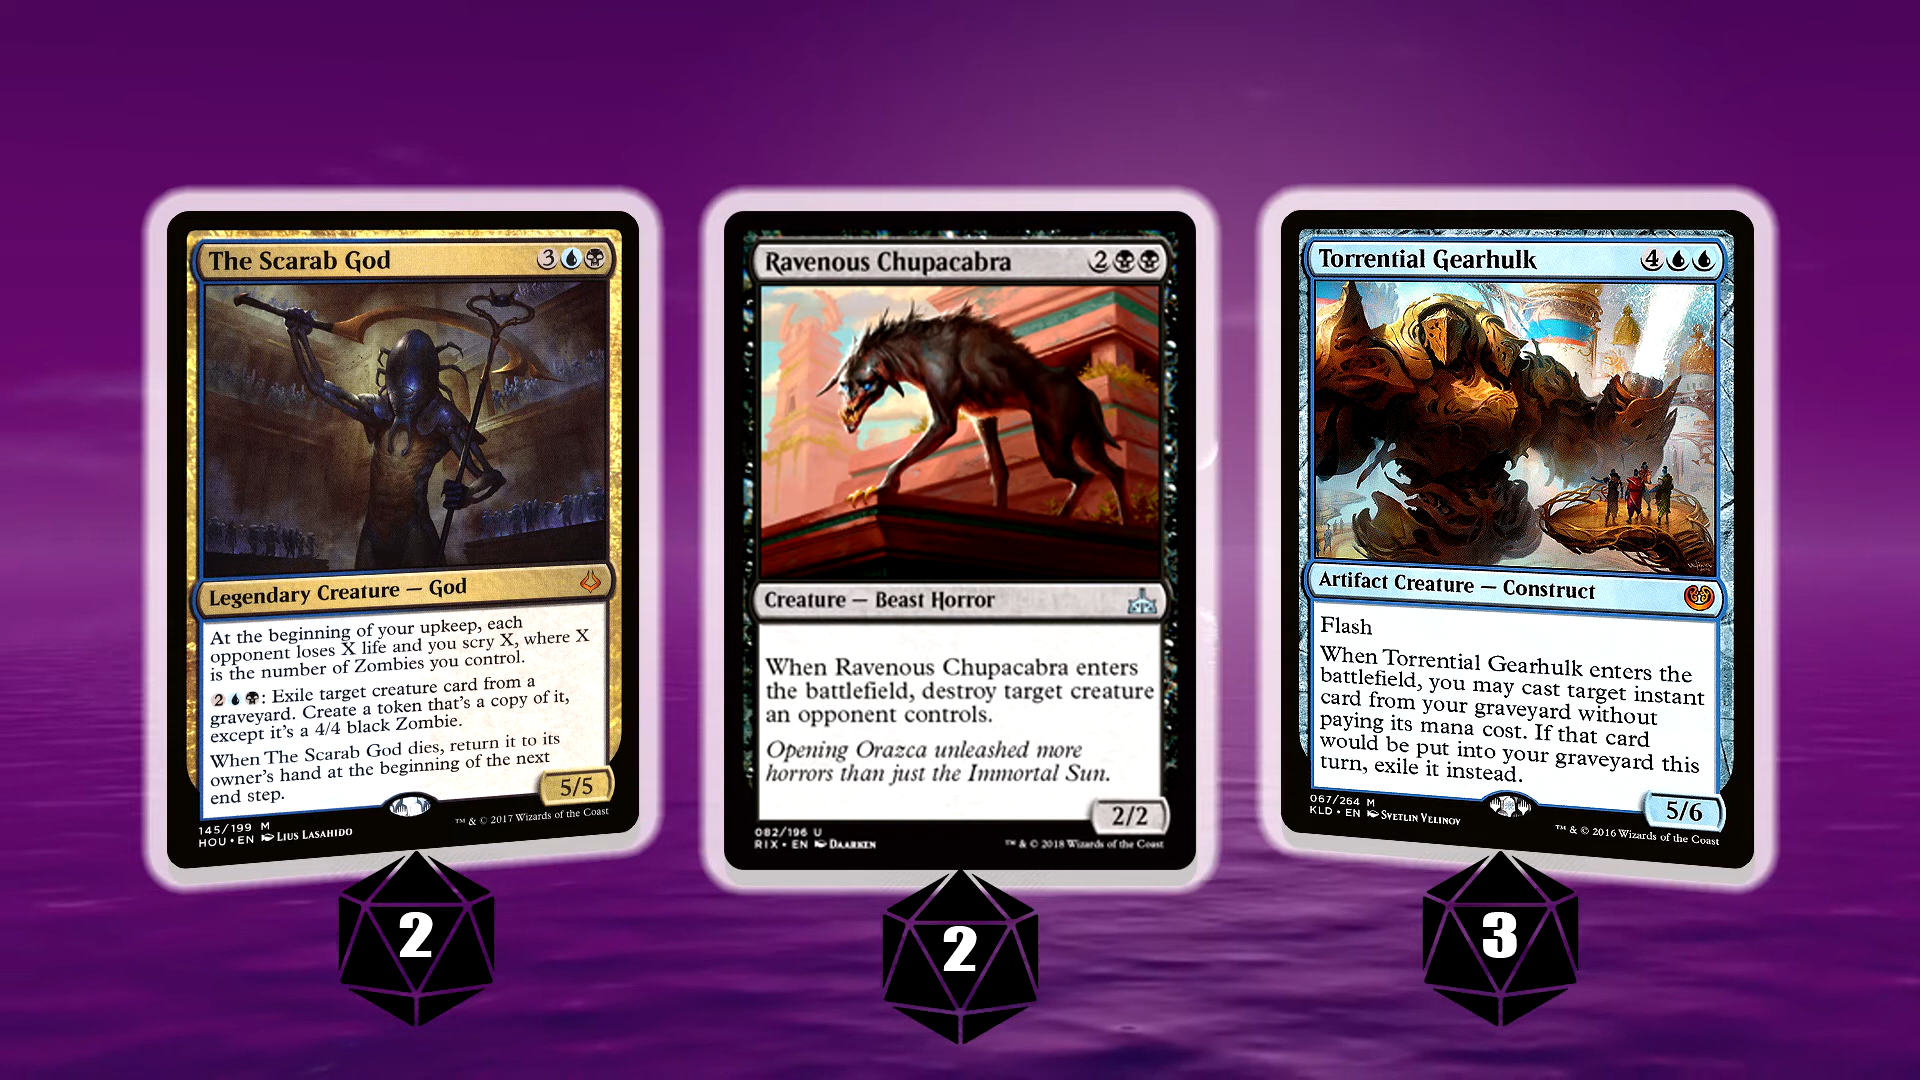 The Scarab God 3
Legendary Creature — God
At the beginning of your upkeep, each
opponent loses X life and you scry X, where X
is the number of Zombies you control.
2 : Exile target creature card from a
graveyard. Create a token that's a copy of it,
except it's a 4/4 black Zombie.
When The Scarab God dies, return it to its
owner's hand at the beginning of the next
end step.
5/5
145/199 M
HOU • EN Lius Lasahido
™ & © 2017 Wizards of the Coast
2
Ravenous Chupacabra 2
Creature — Beast Horror
When Ravenous Chupacabra enters
the battlefield, destroy target creature
an opponent controls.
Opening Orazca unleashed more
horrors than just the Immortal Sun.
2/2
082/196 U
RIX • EN Daarken
™ & © 2018 Wizards of the Coast
2
Torrential Gearhulk 4
Artifact Creature — Construct
Flash
When Torrential Gearhulk enters the
battlefield, you may cast target instant
card from your graveyard without
paying its mana cost. If that card
would be put into your graveyard this
turn, exile it instead.
5/6
067/264 M
KLD • EN Svetlin Velinov
™ & © 2016 Wizards of the Coast
3